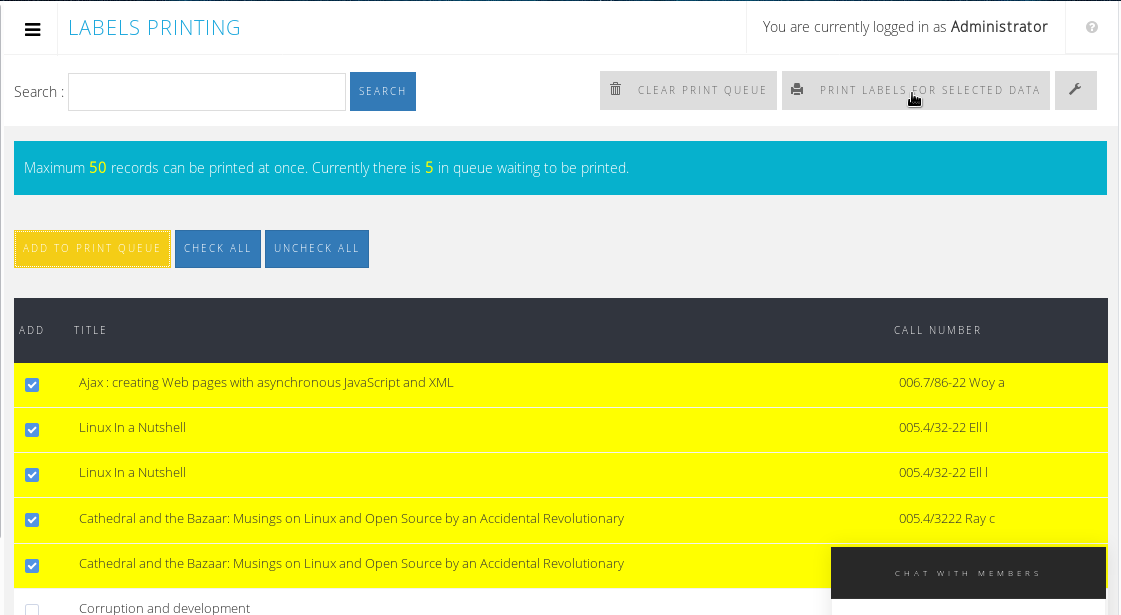 LABELS PRINTING
You are currently logged in as Administrator
Search :
SEARCH
CLEAR PRINT QUEUE
PRINT LABELS FOR SELECTED DATA
Maximum 50 records can be printed at once. Currently there is 5 in queue waiting to be printed.
ADD TO PRINT QUEUE
CHECK ALL
UNCHECK ALL
ADD TITLE CALL NUMBER
Ajax : creating Web pages with asynchronous JavaScript and XML 006.7/86-22 Woy a
Linux In a Nutshell 005.4/32-22 Ell l
Linux In a Nutshell 005.4/32-22 Ell l
Cathedral and the Bazaar: Musings on Linux and Open Source by an Accidental Revolutionary 005.4/3222 Ray c
Cathedral and the Bazaar: Musings on Linux and Open Source by an Accidental Revolutionary
CHAT WITH MEMBERS
Corruption and development